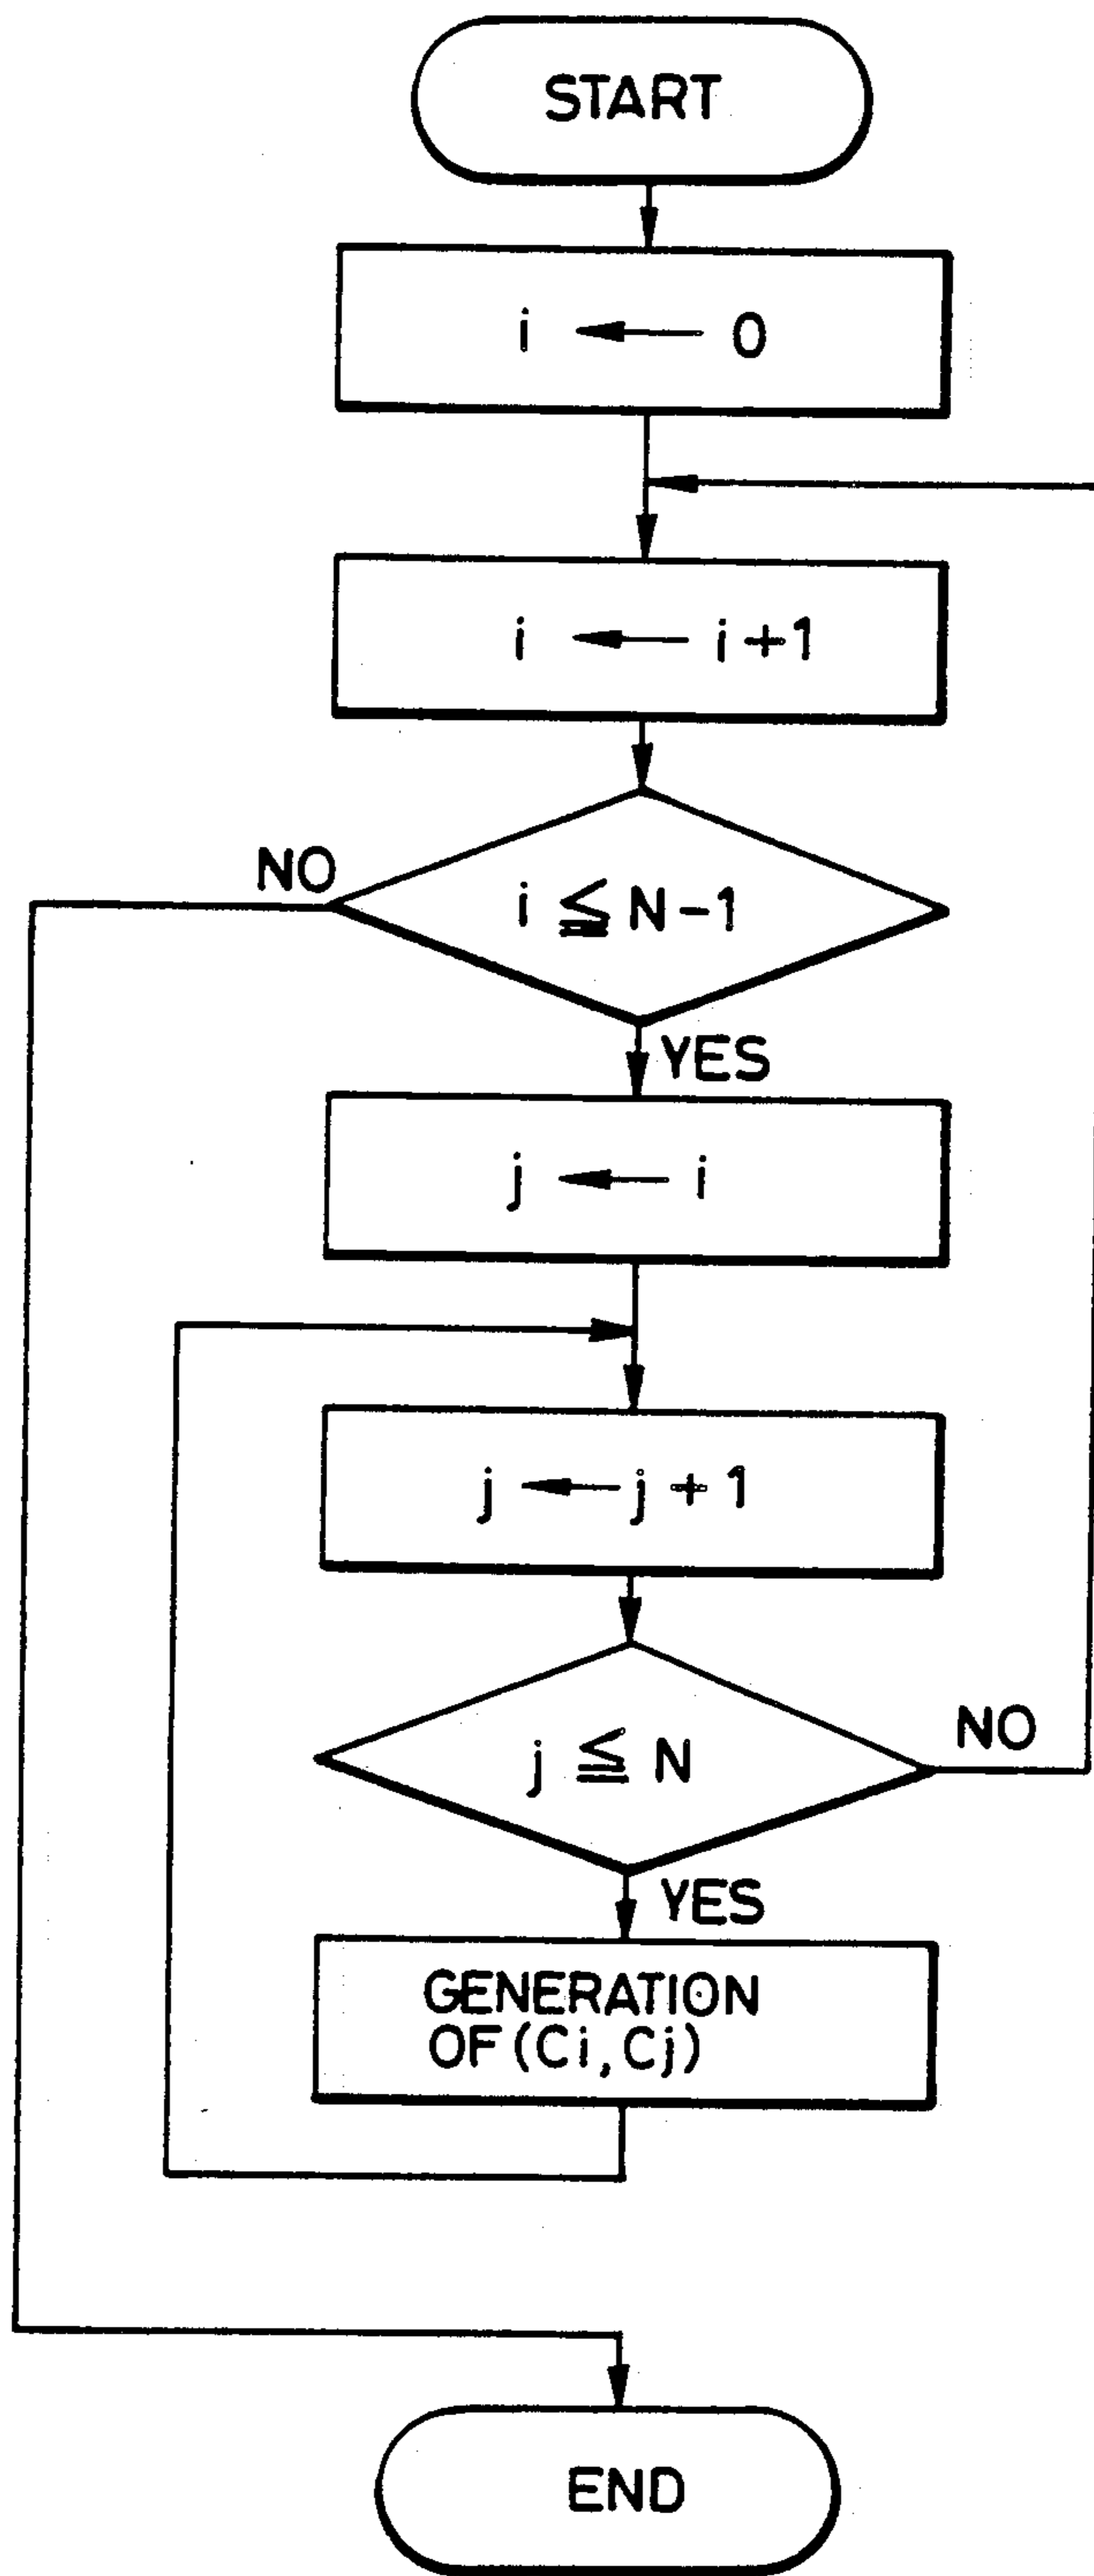 START
i ← 0
i ← i+1
NO
i ≦ N-1
YES
j ← i
j ← j + 1
j ≦ N
NO
YES
GENERATION
OF (Ci, Cj)
END